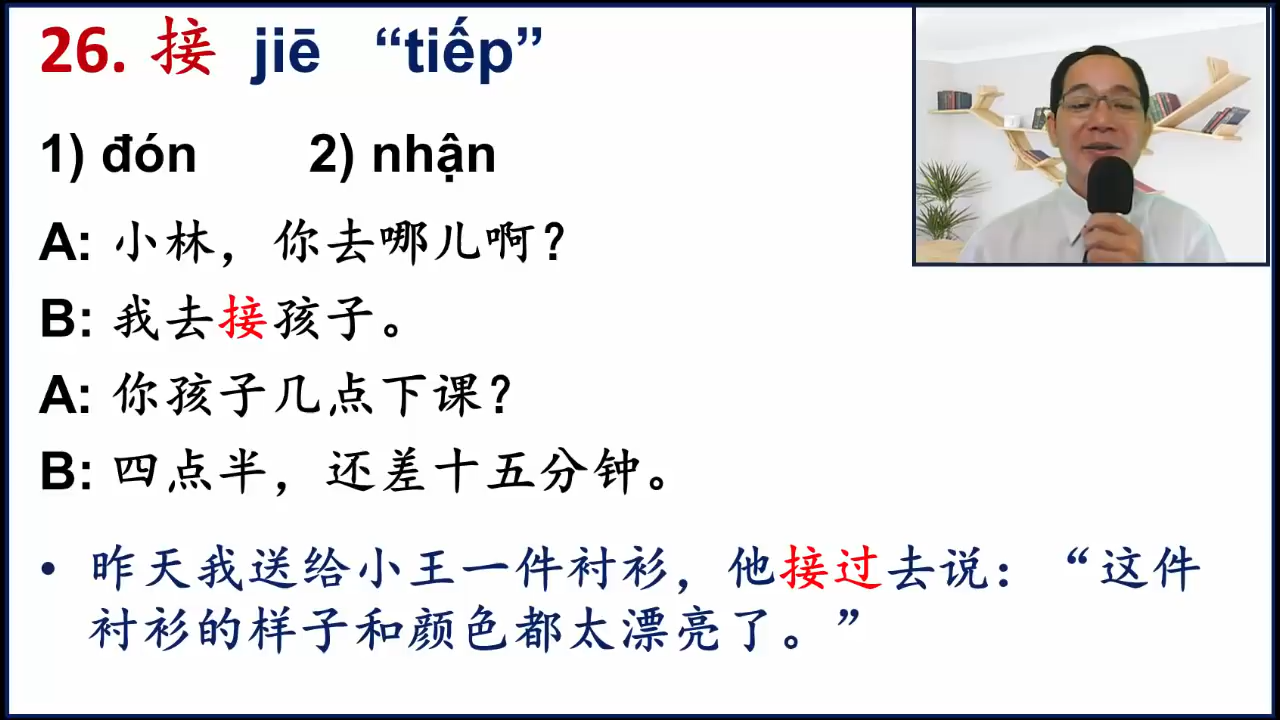 26. 接 jiē “tiếp”
1) đón 2) nhận
A: 小林，你去哪儿啊？
B: 我去接孩子。
A: 你孩子几点下课？
B: 四点半，还差十五分钟。
• 昨天我送给小王一件衬衫，他接过去说：“这件
衬衫的样子和颜色都太漂亮了。”